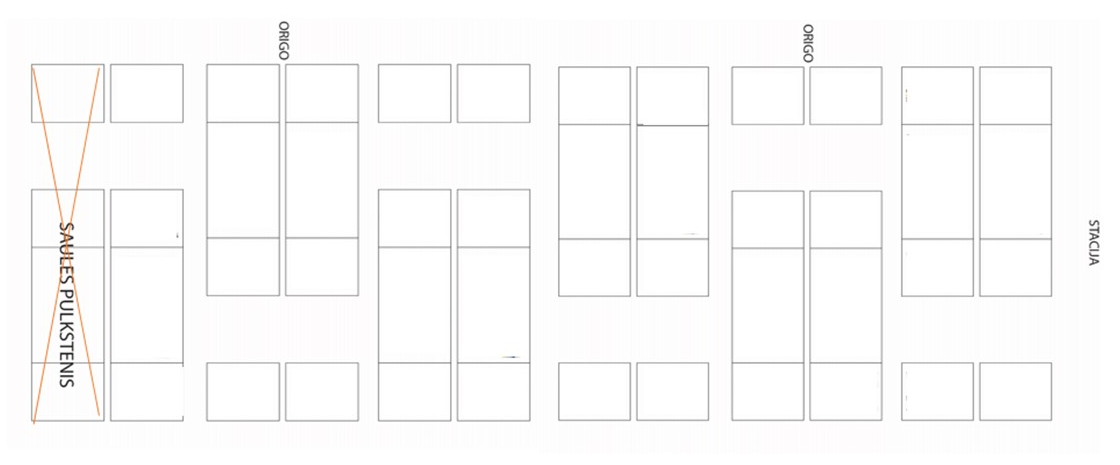 ORIGO
ORIGO
SAULES PULKSTENIS
STACIJA